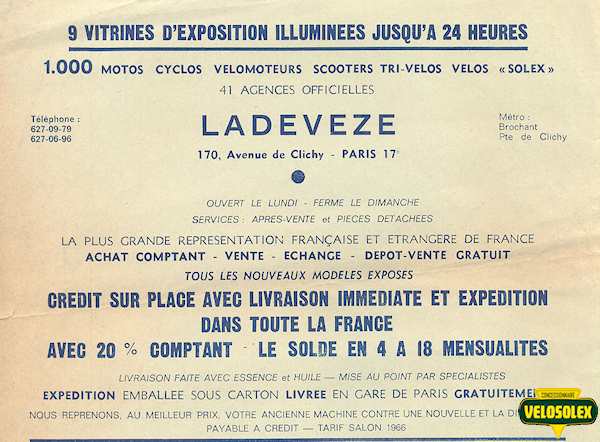 9 VITRINES D'EXPOSITION ILLUMINEES JUSQU'A 24 HEURES
1.000 MOTOS CYCLOS VELOMOTEURS SCOOTERS TRI-VELOS VELOS « SOLEX »
41 AGENCES OFFICIELLES
Téléphone :
627-09-79
627-06-96
LADEVEZE
Métro :
Brochant
Pte de Clichy
170, Avenue de Clichy - PARIS 17e
OUVERT LE LUNDI - FERME LE DIMANCHE
SERVICES : APRES-VENTE et PIECES DETACHEES
LA PLUS GRANDE REPRESENTATION FRANÇAISE ET ETRANGERE DE FRANCE
ACHAT COMPTANT - VENTE - ECHANGE - DEPOT-VENTE GRATUIT
TOUS LES NOUVEAUX MODELES EXPOSES
CREDIT SUR PLACE AVEC LIVRAISON IMMEDIATE ET EXPEDITION
DANS TOUTE LA FRANCE
AVEC 20 % COMPTANT - LE SOLDE EN 4 A 18 MENSUALITES
LIVRAISON FAITE AVEC ESSENCE et HUILE — MISE AU POINT PAR SPECIALISTES
EXPEDITION EMBALLEE SOUS CARTON LIVREE EN GARE DE PARIS GRATUITEME
NOUS REPRENONS, AU MEILLEUR PRIX, VOTRE ANCIENNE MACHINE CONTRE UNE NOUVELLE ET LA DI
PAYABLE A CREDIT — TARIF SALON 1966
CONCESSIONNAIRE
VELOSOLEX